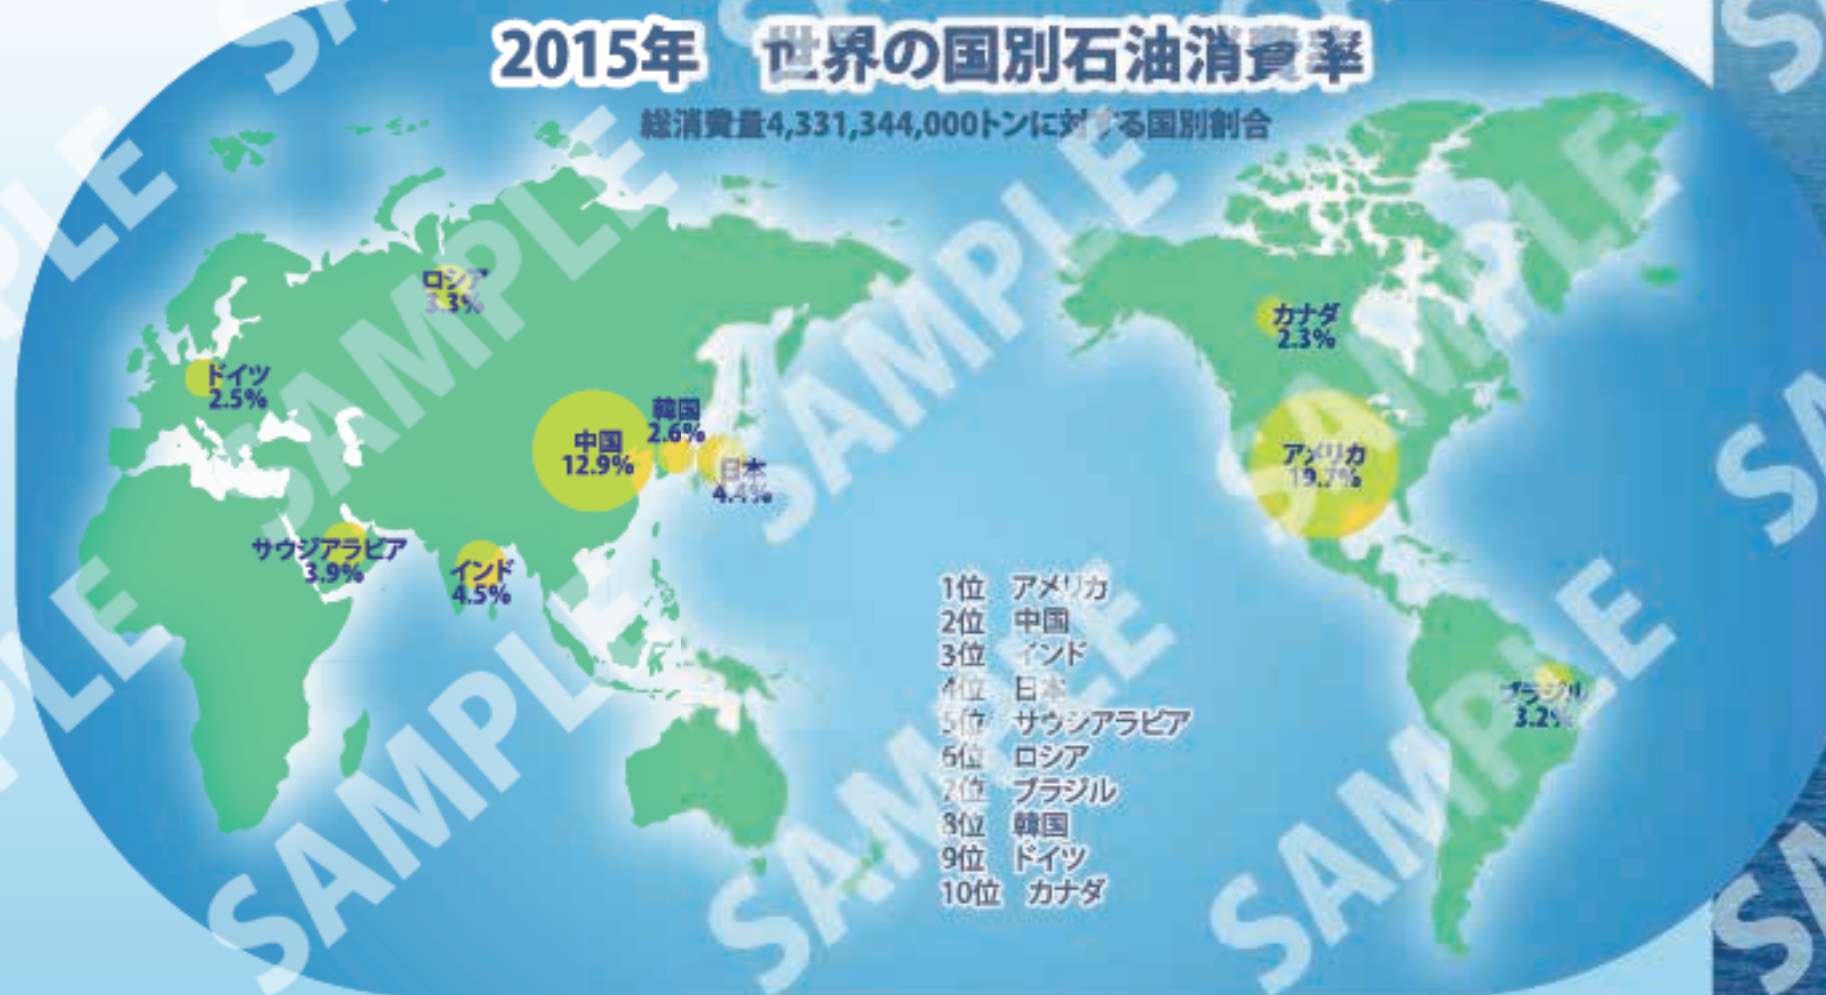 2015年　世界の国別石油消費率
総消費量4,331,344,000トンに対する国別割合
ロシア
3.3%
カナダ
2.3%
ドイツ
2.5%
韓国
2.6%
中国
12.9%
日本
4.4%
アメリカ
19.7%
サウジアラビア
3.9%
インド
4.5%
ブラジル
3.2%
1位　アメリカ
2位　中国
3位　インド
4位　日本
5位　サウジアラビア
6位　ロシア
7位　ブラジル
8位　韓国
9位　ドイツ
10位　カナダ
SAMPLE
SAMPLE
SAMPLE
SAMPLE
SAMPLE
SAMPLE